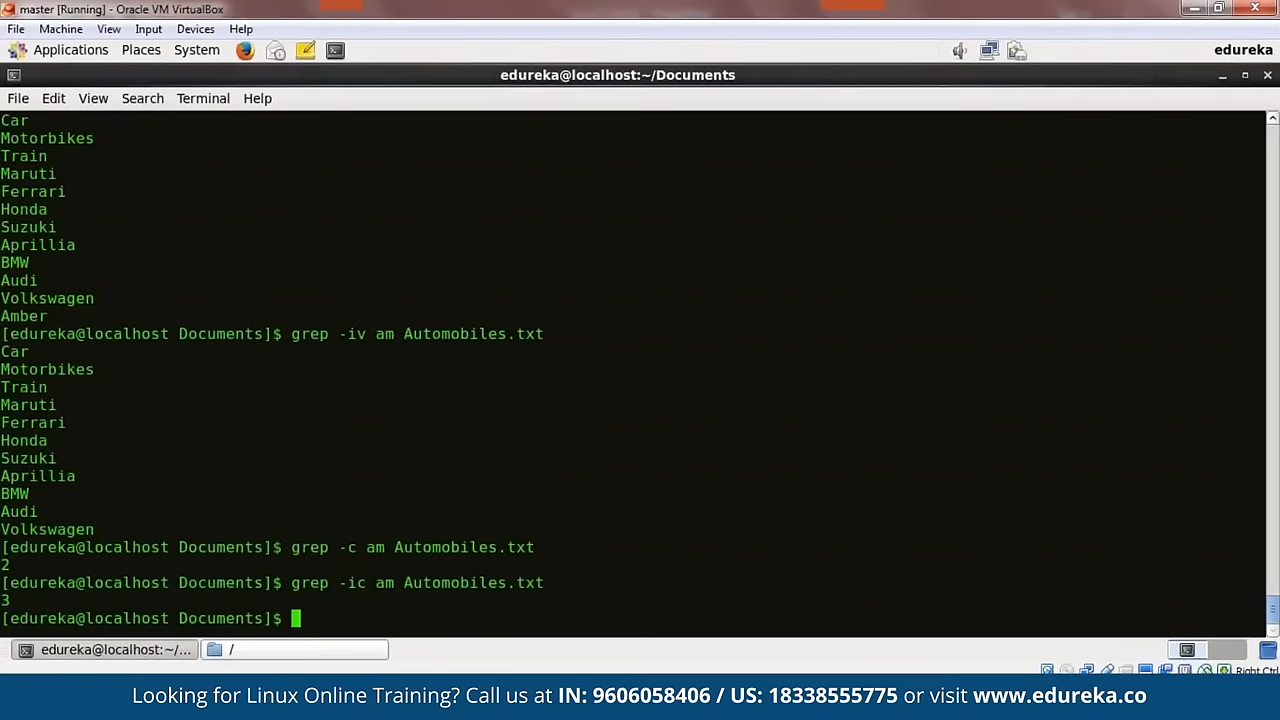 master [Running] - Oracle VM VirtualBox
File Machine View Input Devices Help
Applications Places System edureka
edureka@localhost:~/Documents
File Edit View Search Terminal Help
Car
Motorbikes
Train
Maruti
Ferrari
Honda
Suzuki
Aprillia
BMW
Audi
Volkswagen
Amber
[edureka@localhost Documents]$ grep -iv am Automobiles.txt
Car
Motorbikes
Train
Maruti
Ferrari
Honda
Suzuki
Aprillia
BMW
Audi
Volkswagen
[edureka@localhost Documents]$ grep -c am Automobiles.txt
2
[edureka@localhost Documents]$ grep -ic am Automobiles.txt
3
[edureka@localhost Documents]$
edureka@localhost:~/... /
Right Ctrl
Looking for Linux Online Training? Call us at IN: 9606058406 / US: 18338555775 or visit www.edureka.co